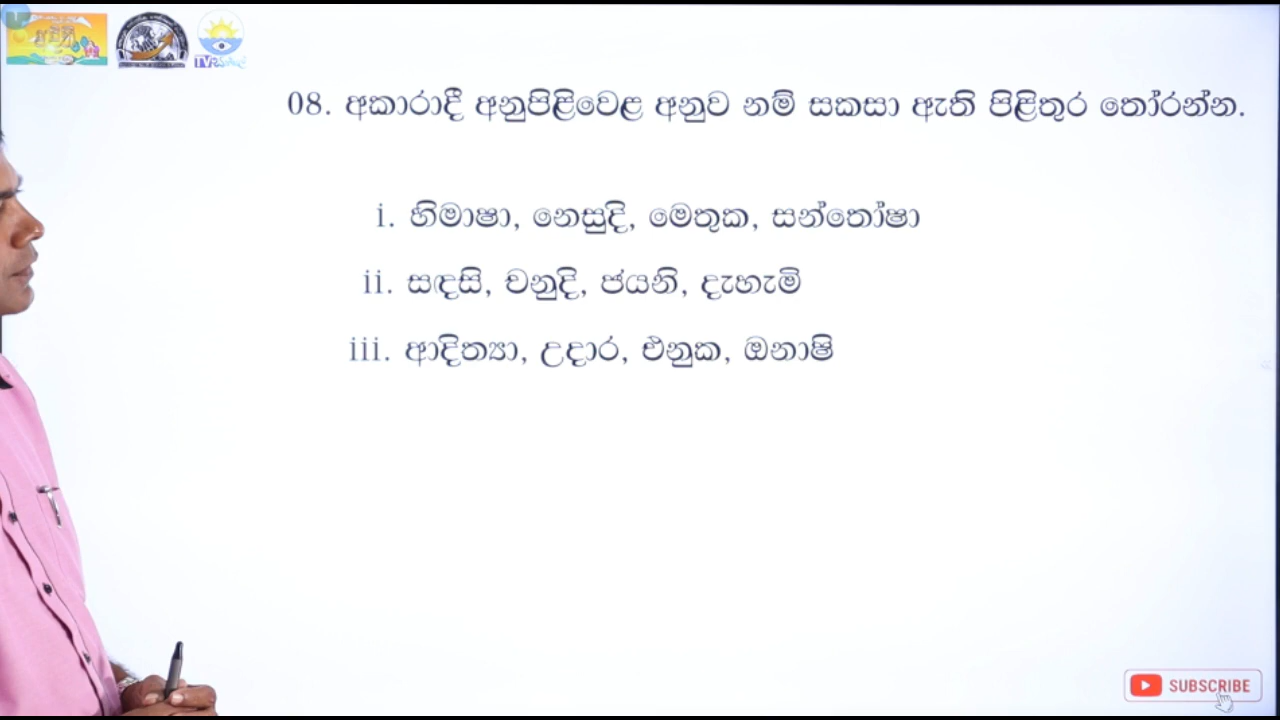 08. අකාරාදී අනුපිළිවෙළ අනුව නම් සකසා ඇති පිළිතුර තෝරන්න.
i. හිමාෂා, නෙසුදි, මෙතුක, සන්තෝෂා
ii. සඳසි, චනුදි, ජයනි, දැහැමි
iii. ආදිත්‍යා, උදාර, එනුක, ඔනාෂි
SUBSCRIBE